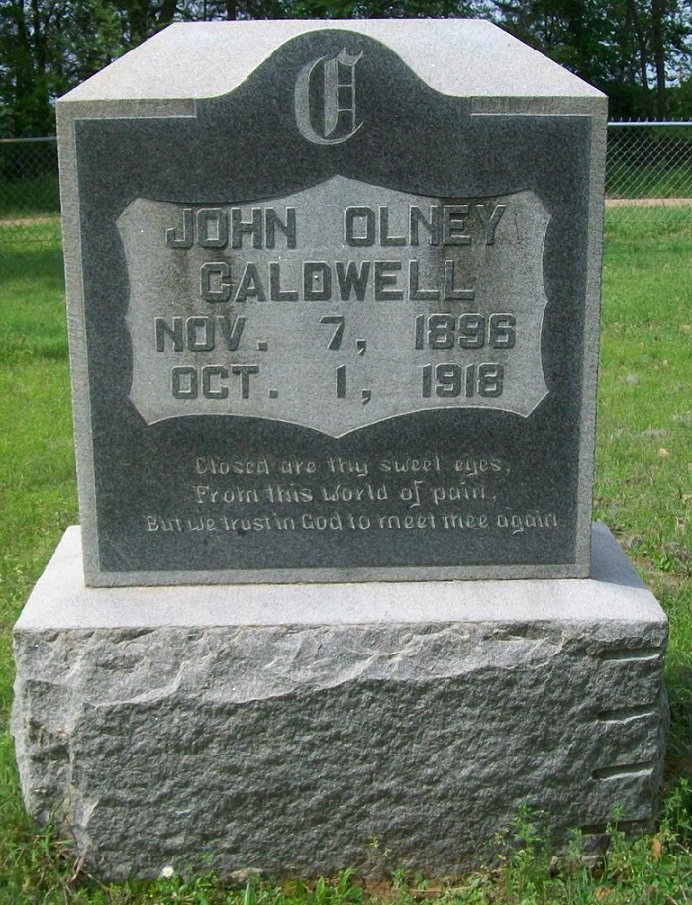 C
JOHN OLNEY
CALDWELL
NOV. 7, 1896
OCT. 1, 1918
Closed are thy sweet eyes,
From this world of pain,
But we trust in God to meet thee again